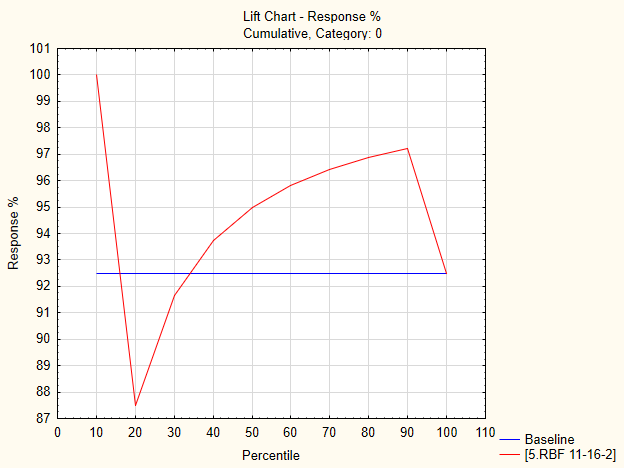 Lift Chart - Response %
Cumulative, Category: 0
101
100
99
98
97
96
95
94
93
92
91
90
89
88
87
Response %
0 10 20 30 40 50 60 70 80 90 100 110
Percentile
Baseline
[5.RBF 11-16-2]